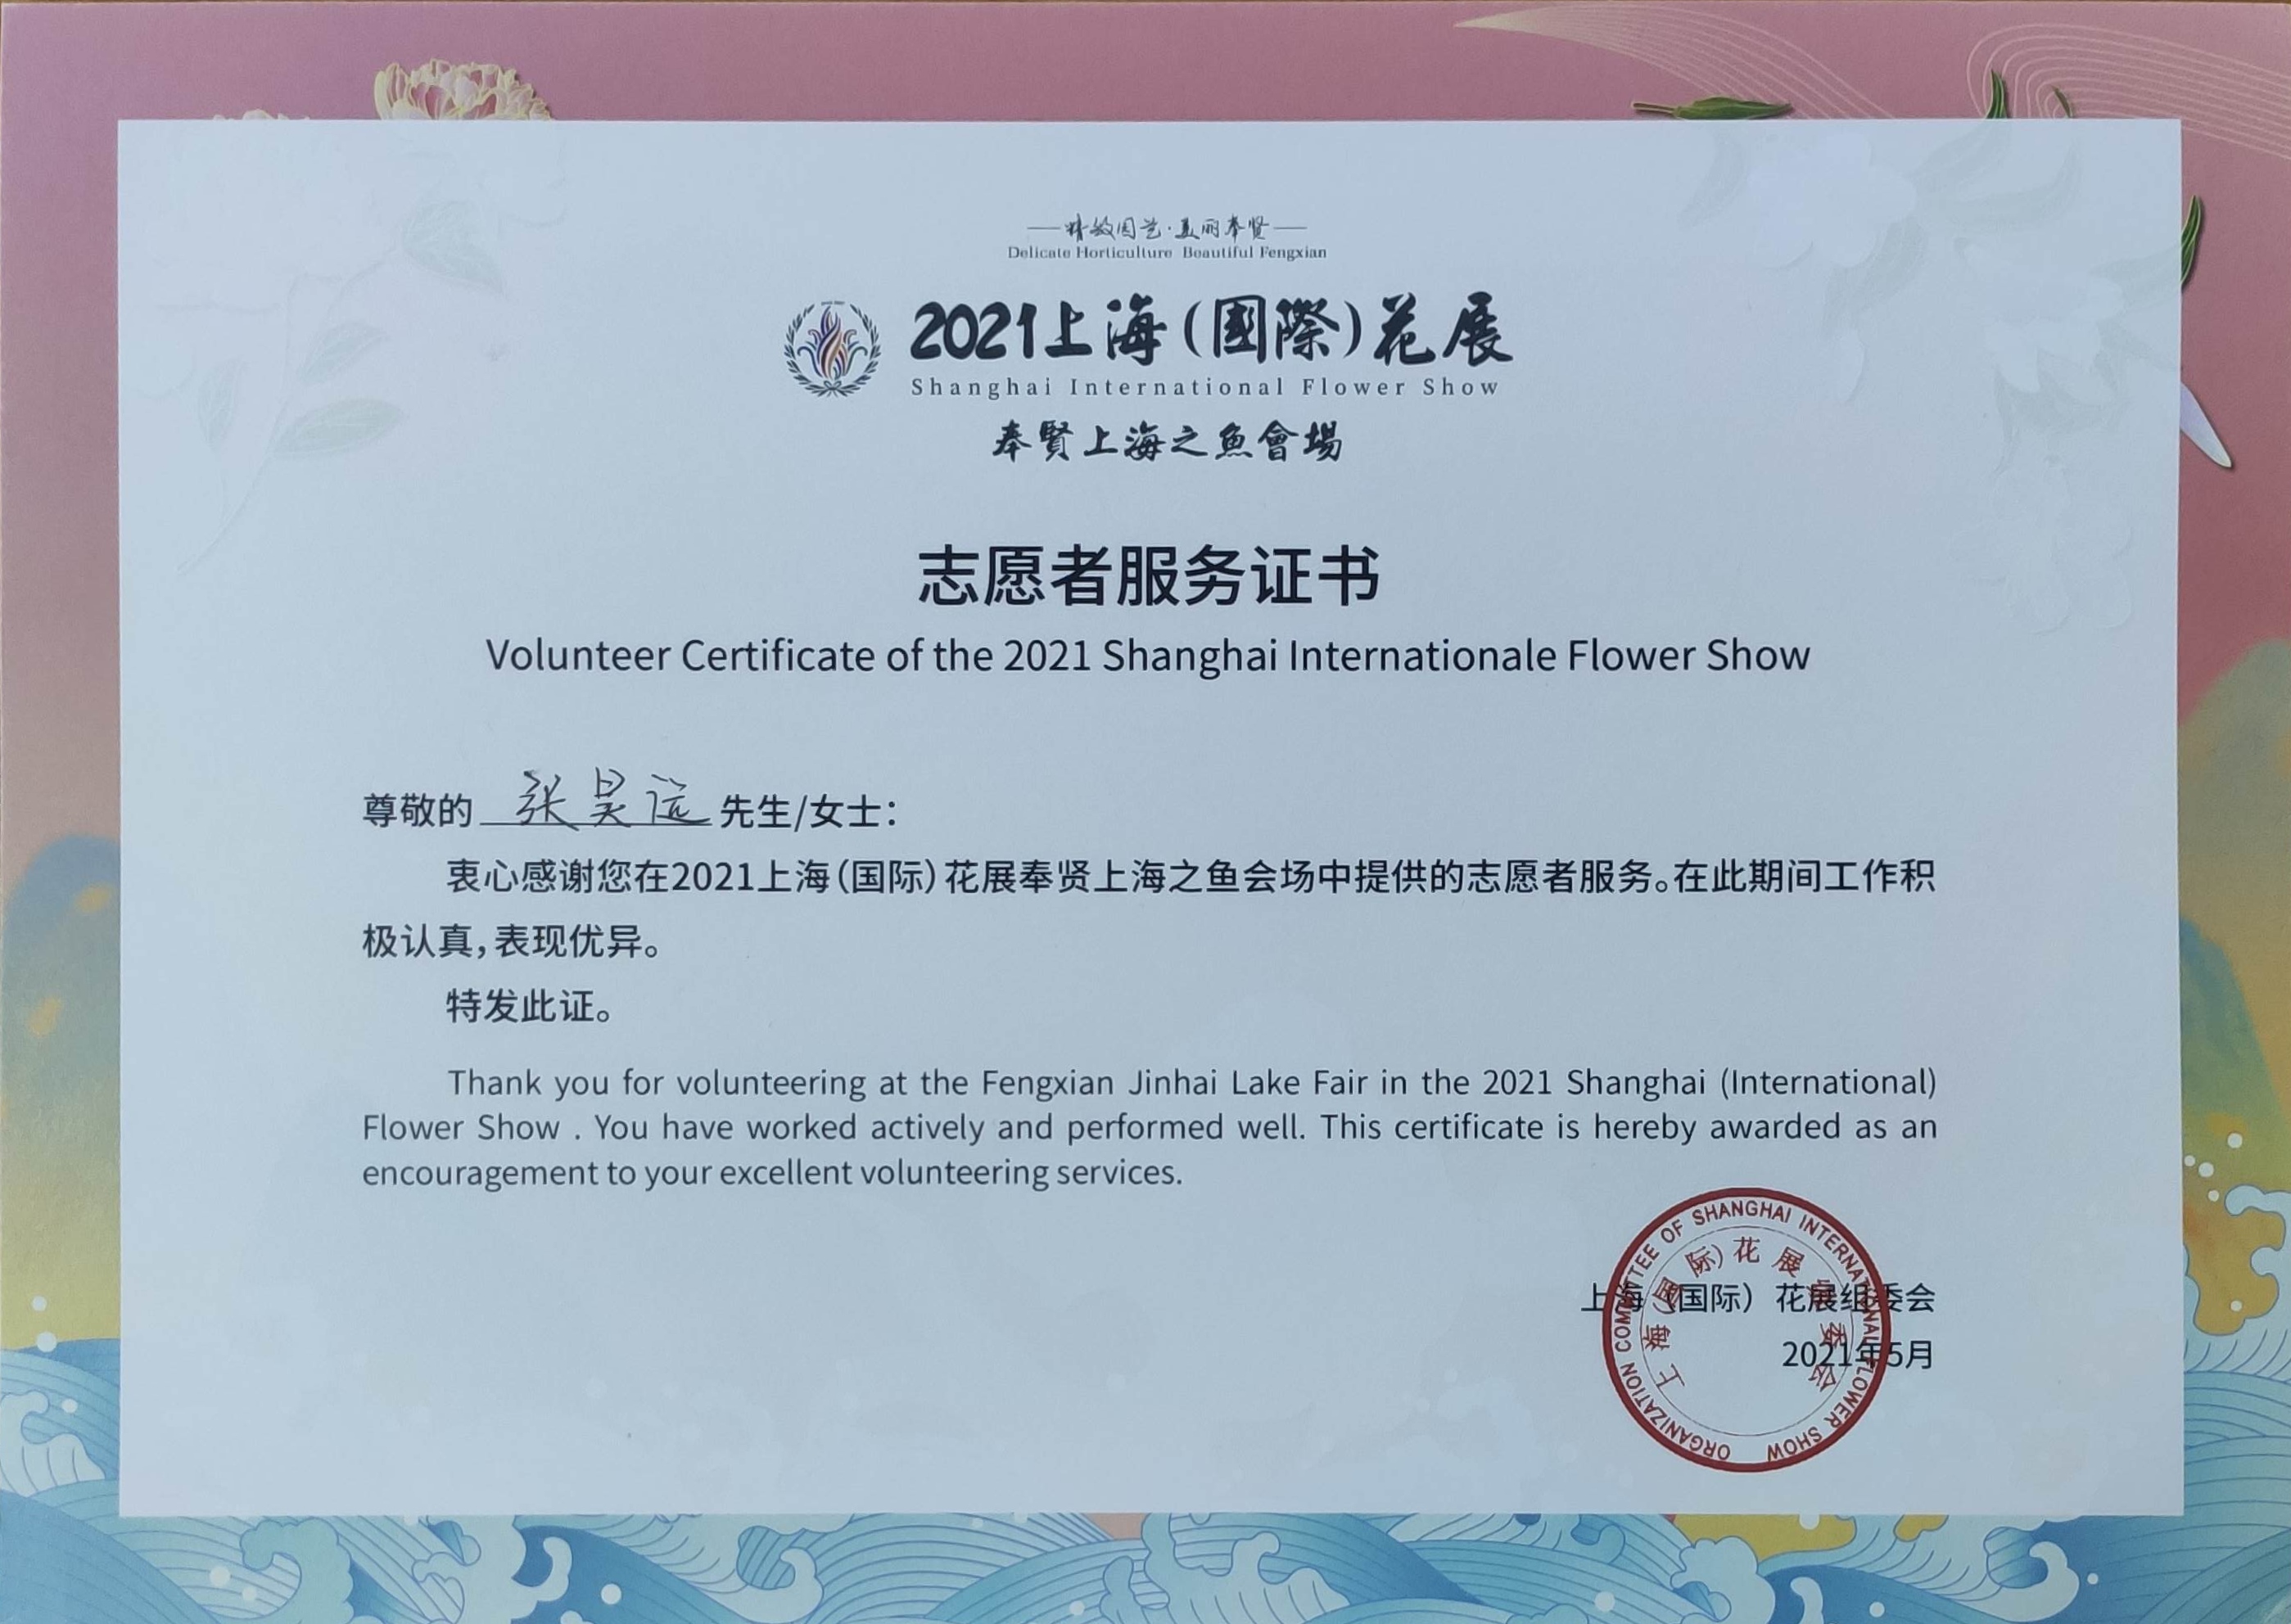 精致园艺·美丽奉贤
Delicate Horticulture Beautiful Fengxian
2021上海(國際)花展
Shanghai International Flower Show
奉賢上海之魚會場
志愿者服务证书
Volunteer Certificate of the 2021 Shanghai Internationale Flower Show
尊敬的 张昊远 先生/女士：
衷心感谢您在2021上海(国际)花展奉贤上海之鱼会场中提供的志愿者服务。在此期间工作积
极认真,表现优异。
特发此证。
Thank you for volunteering at the Fengxian Jinhai Lake Fair in the 2021 Shanghai (International)
Flower Show . You have worked actively and performed well. This certificate is hereby awarded as an
encouragement to your excellent volunteering services.
ORGANIZATION COMMITTEE OF SHANGHAI INTERNATIONAL FLOWER SHOW
上海(国际)花展组委会
上海（国际）花展组委会
2021年5月